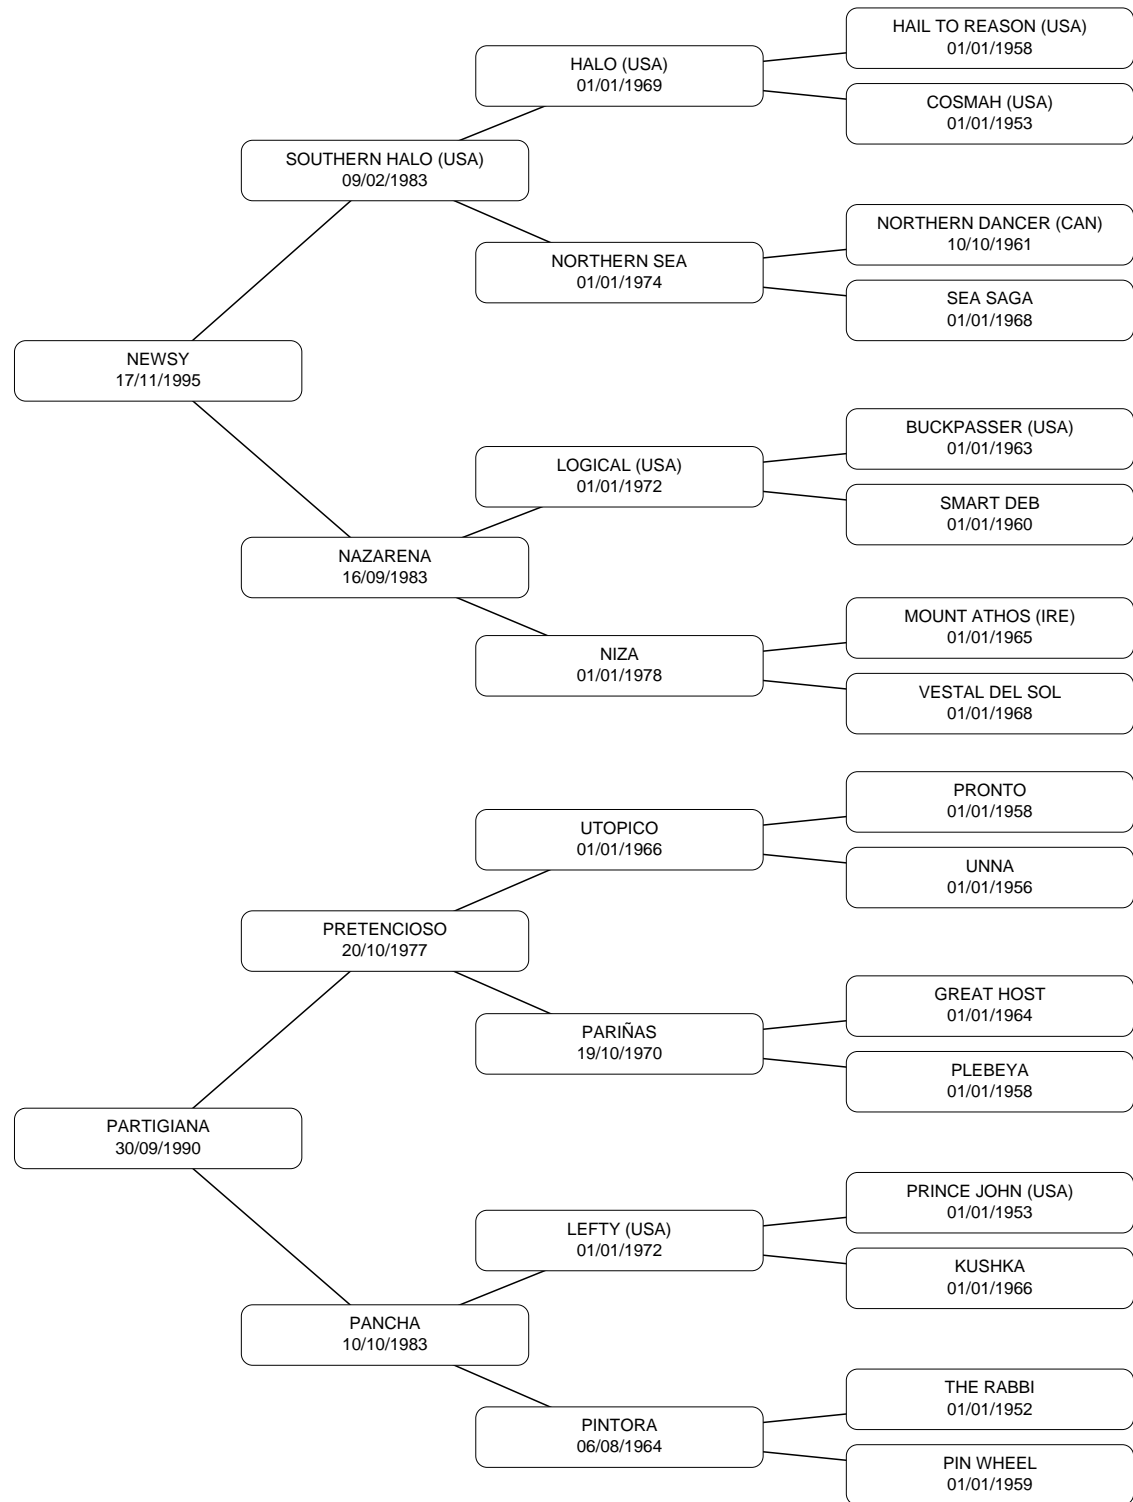 HAIL TO REASON (USA)
01/01/1958
HALO (USA)
01/01/1969
COSMAH (USA)
01/01/1953
SOUTHERN HALO (USA)
09/02/1983
NORTHERN DANCER (CAN)
10/10/1961
NORTHERN SEA
01/01/1974
SEA SAGA
01/01/1968
NEWSY
17/11/1995
BUCKPASSER (USA)
01/01/1963
LOGICAL (USA)
01/01/1972
SMART DEB
01/01/1960
NAZARENA
16/09/1983
MOUNT ATHOS (IRE)
01/01/1965
NIZA
01/01/1978
VESTAL DEL SOL
01/01/1968
PRONTO
01/01/1958
UTOPICO
01/01/1966
UNNA
01/01/1956
PRETENCIOSO
20/10/1977
GREAT HOST
01/01/1964
PARIÑAS
19/10/1970
PLEBEYA
01/01/1958
PARTIGIANA
30/09/1990
PRINCE JOHN (USA)
01/01/1953
LEFTY (USA)
01/01/1972
KUSHKA
01/01/1966
PANCHA
10/10/1983
THE RABBI
01/01/1952
PINTORA
06/08/1964
PIN WHEEL
01/01/1959